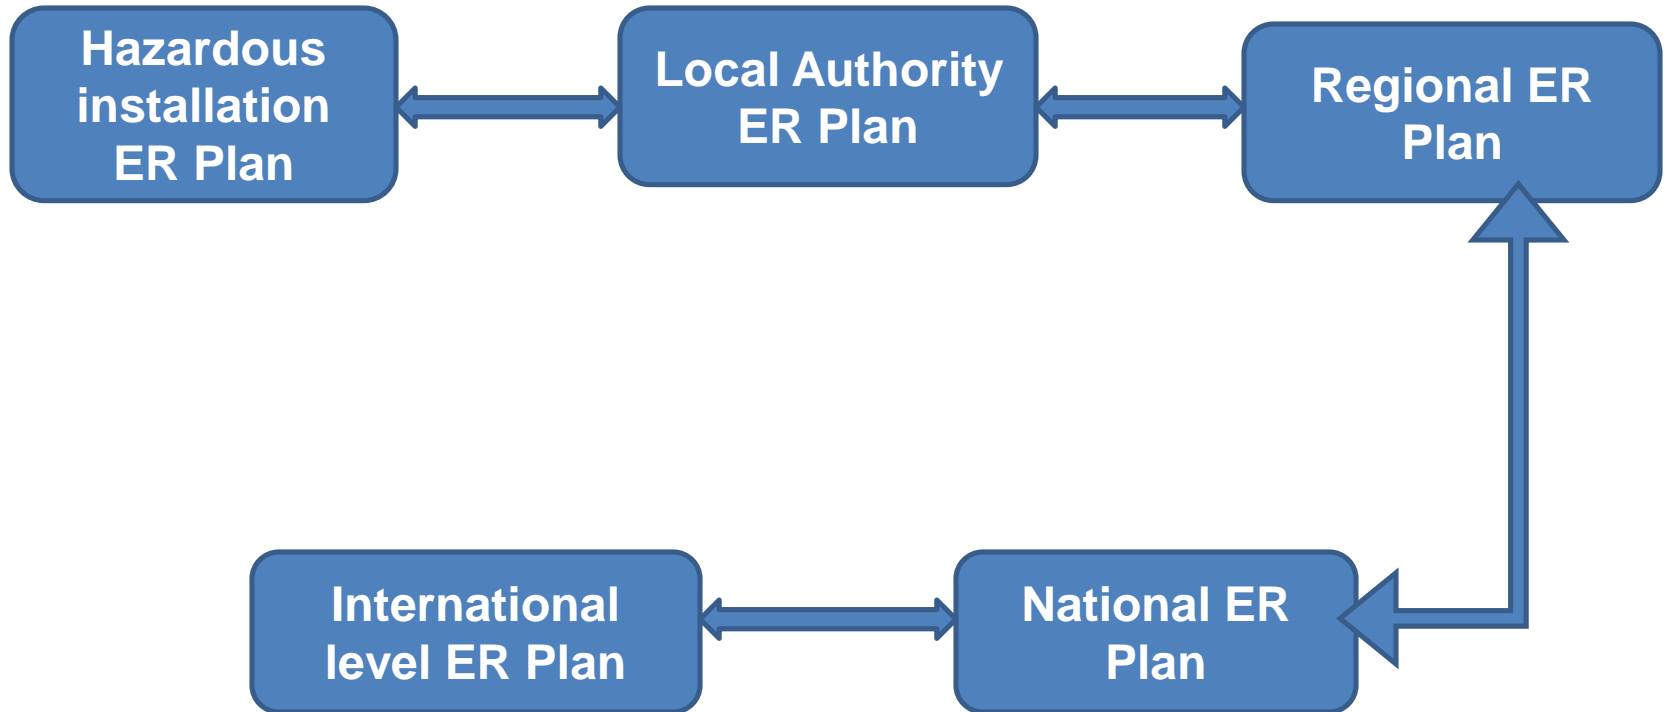 Hazardous
installation
ER Plan
Local Authority
ER Plan
Regional ER
Plan
International
level ER Plan
National ER
Plan